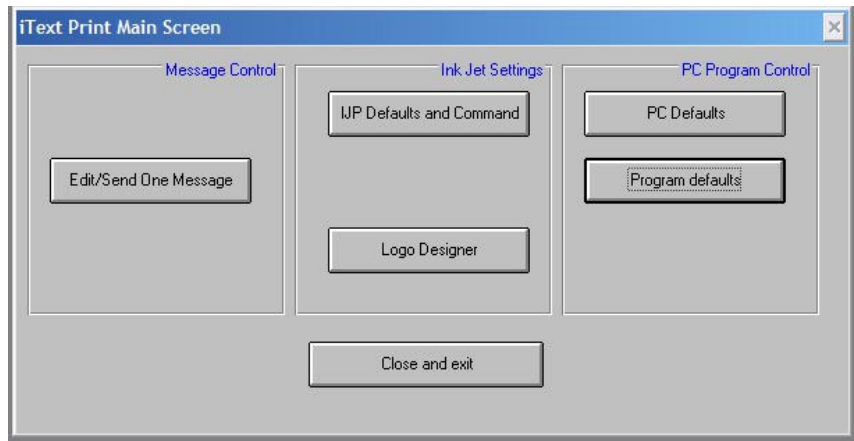 iText Print Main Screen
Message Control
Edit/Send One Message
Ink Jet Settings
IJP Defaults and Command
Logo Designer
PC Program Control
PC Defaults
Program defaults
Close and exit